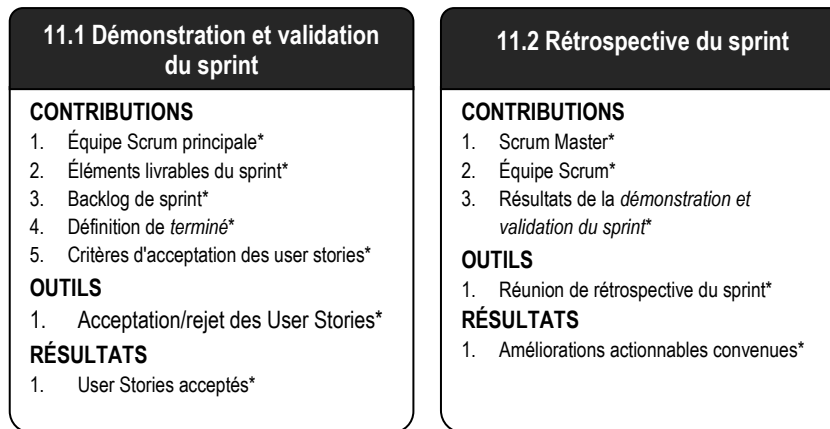 11.1 Démonstration et validation
du sprint
CONTRIBUTIONS
1. Équipe Scrum principale*
2. Éléments livrables du sprint*
3. Backlog de sprint*
4. Définition de terminé*
5. Critères d'acceptation des user stories*
OUTILS
1. Acceptation/rejet des User Stories*
RÉSULTATS
1. User Stories acceptés*
11.2 Rétrospective du sprint
CONTRIBUTIONS
1. Scrum Master*
2. Équipe Scrum*
3. Résultats de la démonstration et
validation du sprint*
OUTILS
1. Réunion de rétrospective du sprint*
RÉSULTATS
1. Améliorations actionnables convenues*